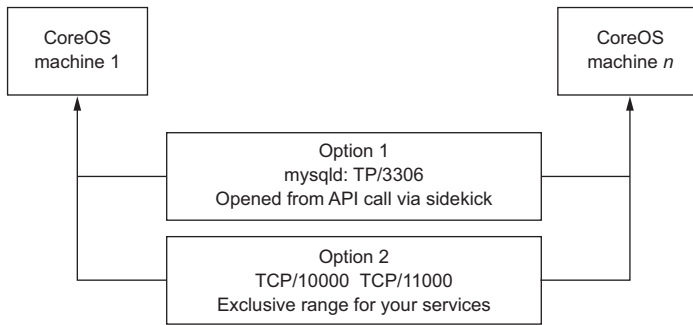 CoreOS
machine 1
CoreOS
machine n
Option 1
mysqld: TP/3306
Opened from API call via sidekick
Option 2
TCP/10000 TCP/11000
Exclusive range for your services